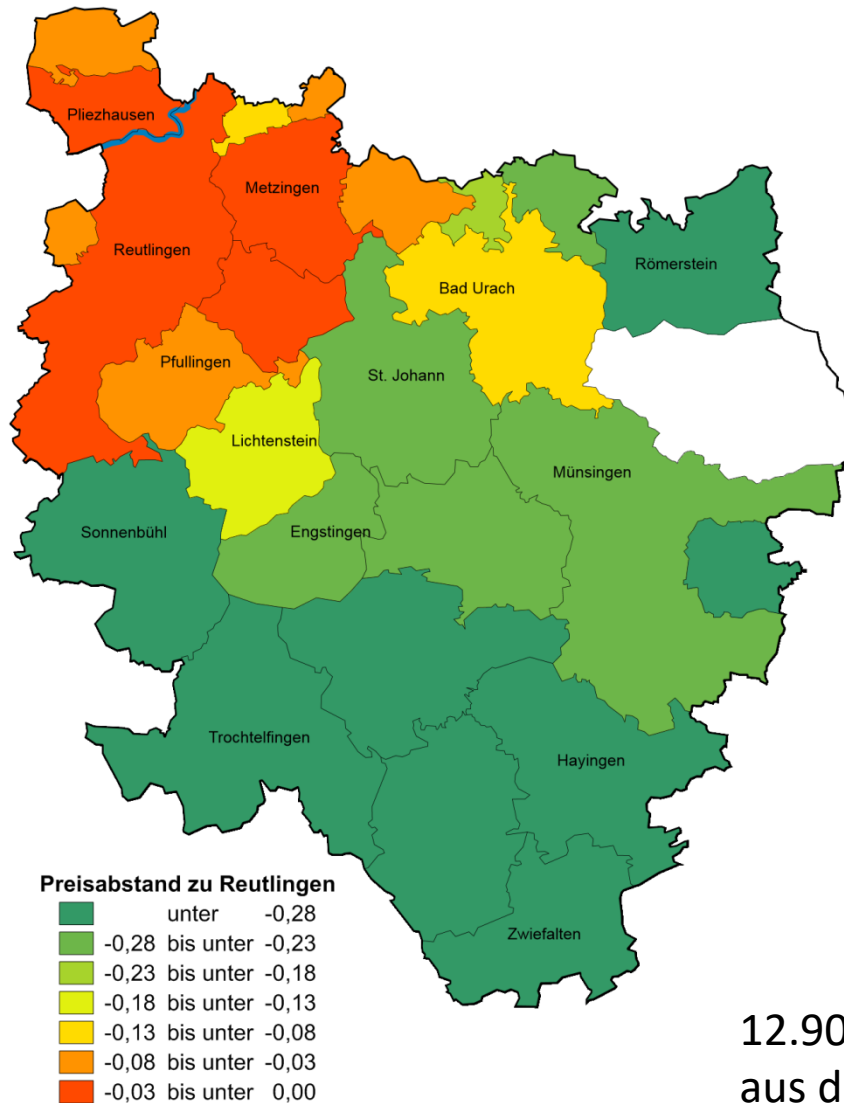 Pliezhausen
Metzingen
Reutlingen
Römerstein
Bad Urach
Pfullingen
St. Johann
Lichtenstein
Münsingen
Sonnenbühl
Engstingen
Trochtelfingen
Hayingen
Zwiefalten
Preisabstand zu Reutlingen
unter -0,28
-0,28 bis unter -0,23
-0,23 bis unter -0,18
-0,18 bis unter -0,13
-0,13 bis unter -0,08
-0,08 bis unter -0,03
-0,03 bis unter 0,00
12.90
aus d